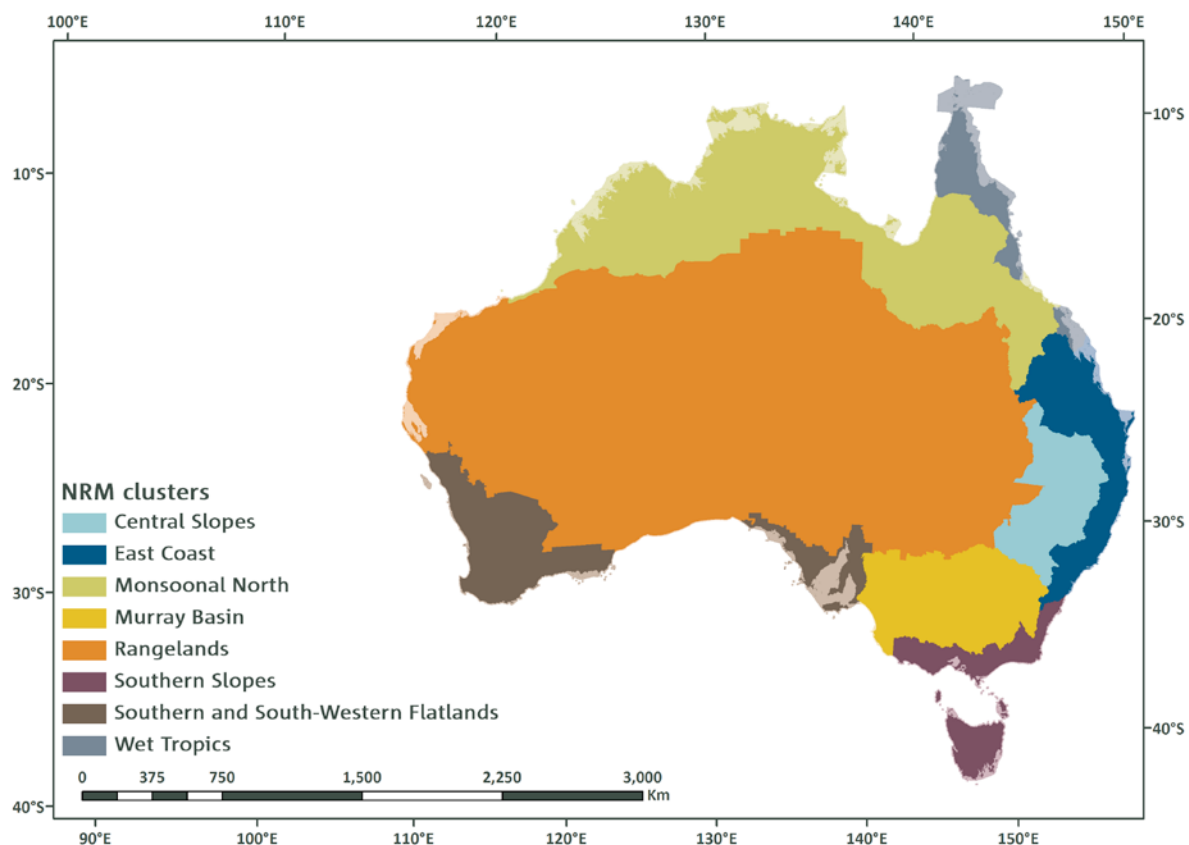 100°E 110°E 120°E 130°E 140°E 150°E
10°S
10°S
20°S
20°S
NRM clusters
Central Slopes
30°S
East Coast
Monsoonal North
30°S
Murray Basin
Rangelands
Southern Slopes
Southern and South-Western Flatlands
40°S
Wet Tropics
0 375 750 1,500 2,250 3,000
Km
40°S
90°E 100°E 110°E 120°E 130°E 140°E 150°E